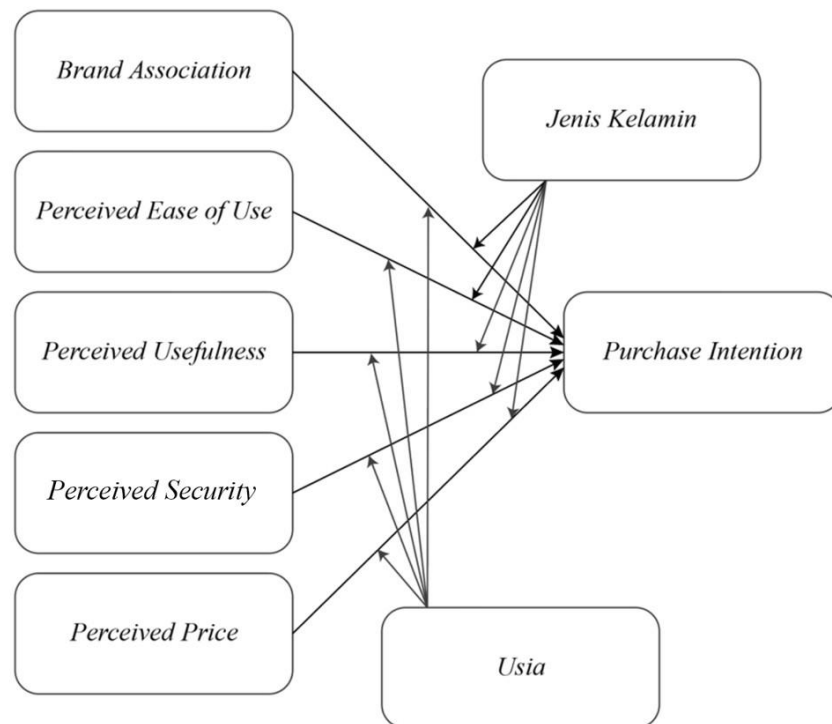 Brand Association
Jenis Kelamin
Perceived Ease of Use
Perceived Usefulness
Purchase Intention
Perceived Security
Perceived Price
Usia